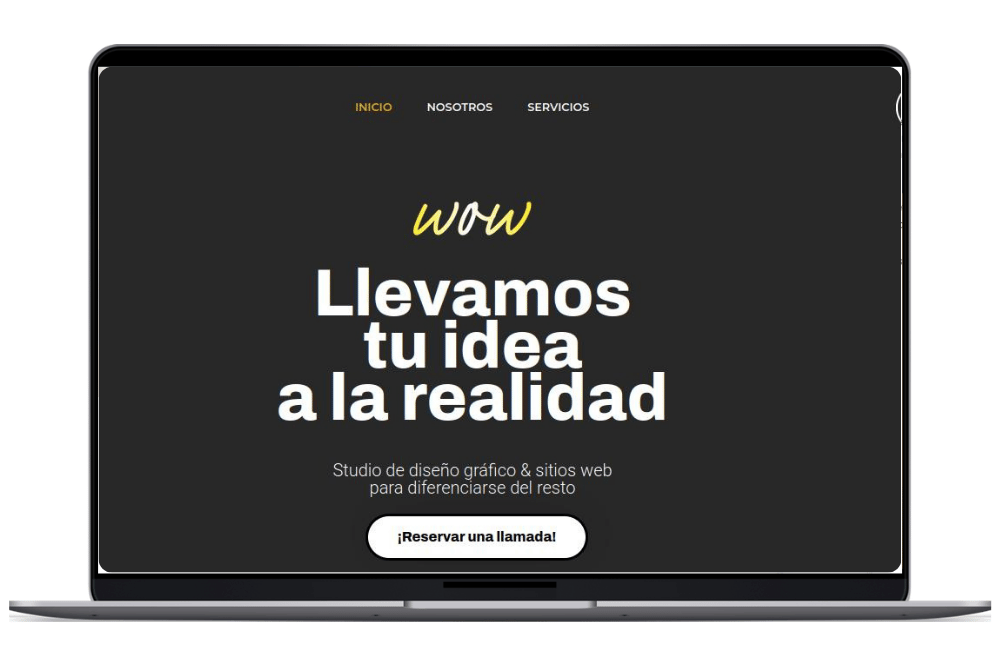 INICIO NOSOTROS SERVICIOS
wow
Llevamos
tu idea
a la realidad
Studio de diseño gráfico & sitios web
para diferenciarse del resto
¡Reservar una llamada!